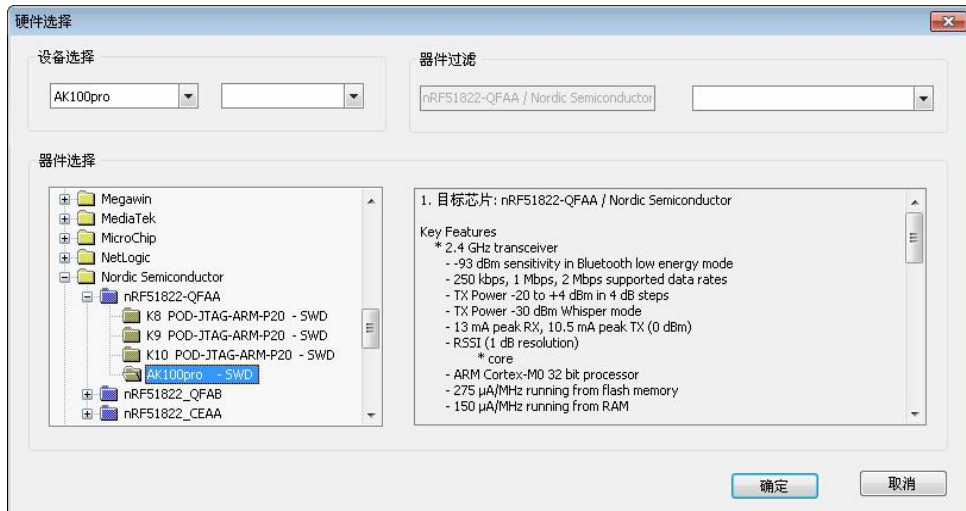 硬件选择
设备选择
AK100pro
器件过滤
nRF51822-QFAA / Nordic Semiconductor
器件选择
Megawin
MediaTek
MicroChip
NetLogic
Nordic Semiconductor
nRF51822-QFAA
K8 POD-JTAG-ARM-P20 - SWD
K9 POD-JTAG-ARM-P20 - SWD
K10 POD-JTAG-ARM-P20 - SWD
AK100pro - SWD
nRF51822_QFAB
nRF51822_CEAA
1. 目标芯片: nRF51822-QFAA / Nordic Semiconductor
Key Features
* 2.4 GHz transceiver
- -93 dBm sensitivity in Bluetooth low energy mode
- 250 kbps, 1 Mbps, 2 Mbps supported data rates
- TX Power -20 to +4 dBm in 4 dB steps
- TX Power -30 dBm Whisper mode
- 13 mA peak RX, 10.5 mA peak TX (0 dBm)
- RSSI (1 dB resolution)
* core
- ARM Cortex-M0 32 bit processor
- 275 μA/MHz running from flash memory
- 150 μA/MHz running from RAM
确定
取消